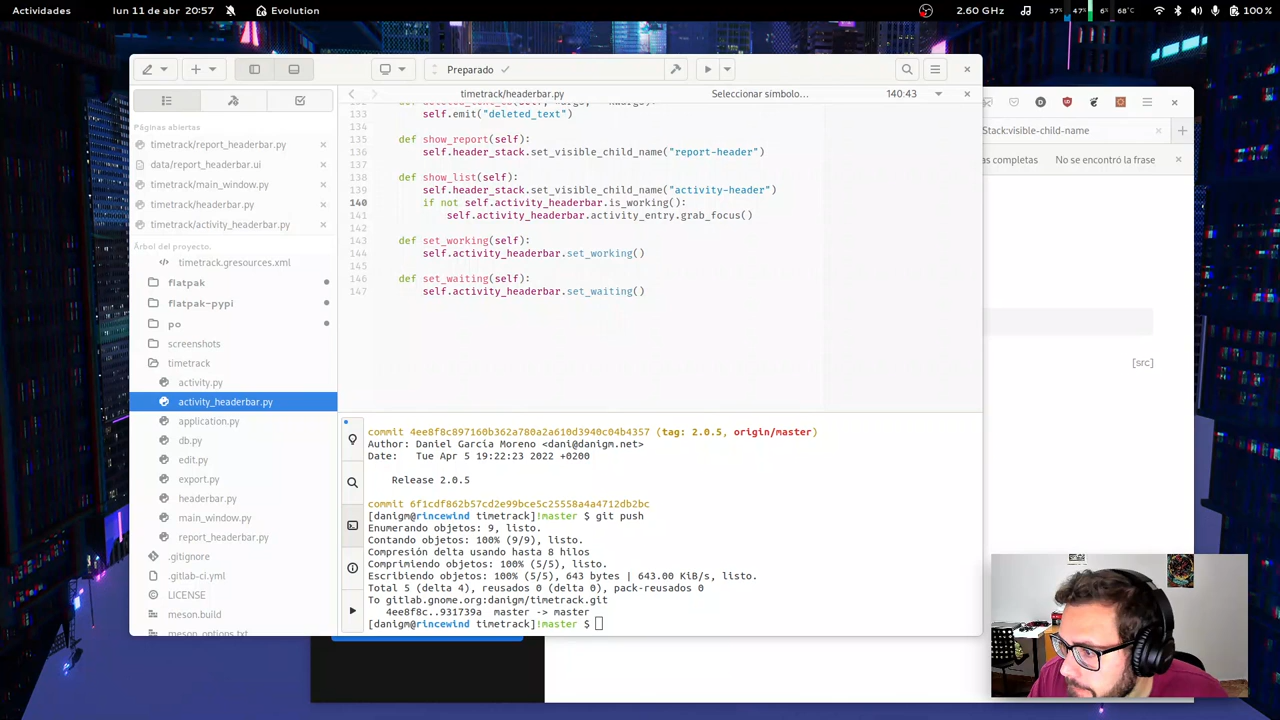 Actividades
lun 11 de abr 20:57
Evolution
2.60 GHz
37%
47%
6%
68°C
100 %
Preparado
timetrack/headerbar.py
Seleccionar símbolo…
140:43
Páginas abiertas
timetrack/report_headerbar.py
data/report_headerbar.ui
timetrack/main_window.py
timetrack/headerbar.py
timetrack/activity_headerbar.py
Árbol del proyecto.
timetrack.gresources.xml
flatpak
flatpak-pypi
po
screenshots
timetrack
activity.py
activity_headerbar.py
application.py
db.py
edit.py
export.py
headerbar.py
main_window.py
report_headerbar.py
.gitignore
.gitlab-ci.yml
LICENSE
meson.build
meson_options.txt
133 self.emit("deleted_text")
134
135 def show_report(self):
136 self.header_stack.set_visible_child_name("report-header")
137
138 def show_list(self):
139 self.header_stack.set_visible_child_name("activity-header")
140 if not self.activity_headerbar.is_working():
141 self.activity_headerbar.activity_entry.grab_focus()
142
143 def set_working(self):
144 self.activity_headerbar.set_working()
145
146 def set_waiting(self):
147 self.activity_headerbar.set_waiting()
commit 4ee8f8c897160b362a780a2a610d3940c04b4357 (tag: 2.0.5, origin/master)
Author: Daniel Garcia Moreno <dani@danigm.net>
Date: Tue Apr 5 19:22:23 2022 +0200
Release 2.0.5
commit 6f1cdf862b57cd2e99bce5c25558a4a4712db2bc
[danigm@rincewind timetrack]!master $ git push
Enumerando objetos: 9, listo.
Contando objetos: 100% (9/9), listo.
Compresión delta usando hasta 8 hilos
Comprimiendo objetos: 100% (5/5), listo.
Escribiendo objetos: 100% (5/5), 643 bytes | 643.00 KiB/s, listo.
Total 5 (delta 4), reusados 0 (delta 0), pack-reusados 0
To gitlab.gnome.org:danigm/timetrack.git
4ee8f8c..931739a master -> master
[danigm@rincewind timetrack]!master $
Stack:visible-child-name
as completas
No se encontró la frase
[src]